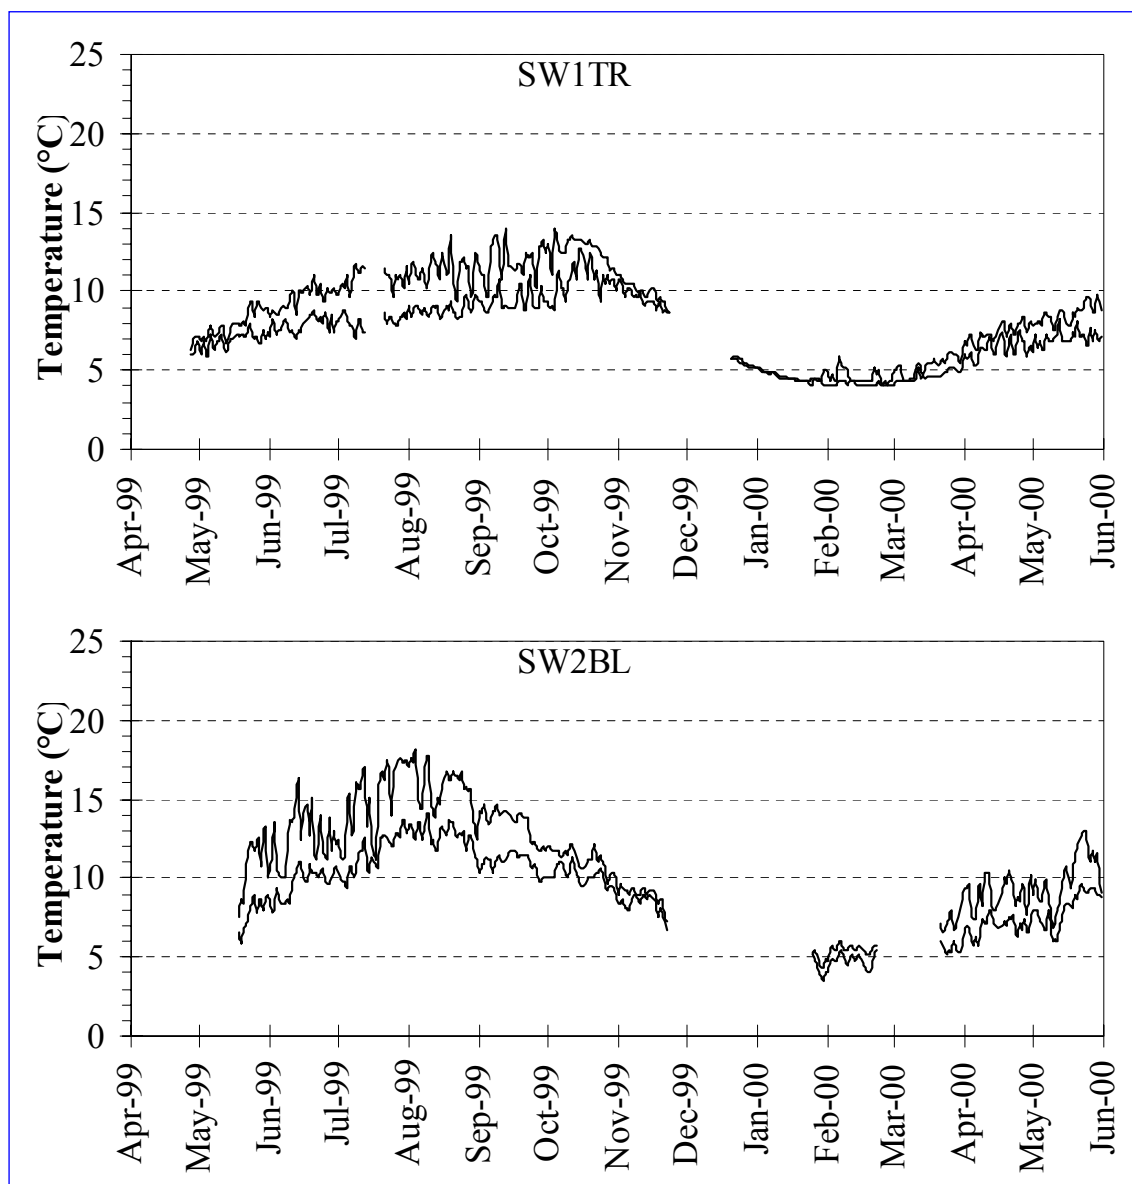 SW1TR
Temperature (°C)
25
20
15
10
5
0
Apr-99 May-99 Jun-99 Jul-99 Aug-99 Sep-99 Oct-99 Nov-99 Dec-99 Jan-00 Feb-00 Mar-00 Apr-00 May-00 Jun-00
SW2BL
Temperature (°C)
25
20
15
10
5
0
Apr-99 May-99 Jun-99 Jul-99 Aug-99 Sep-99 Oct-99 Nov-99 Dec-99 Jan-00 Feb-00 Mar-00 Apr-00 May-00 Jun-00